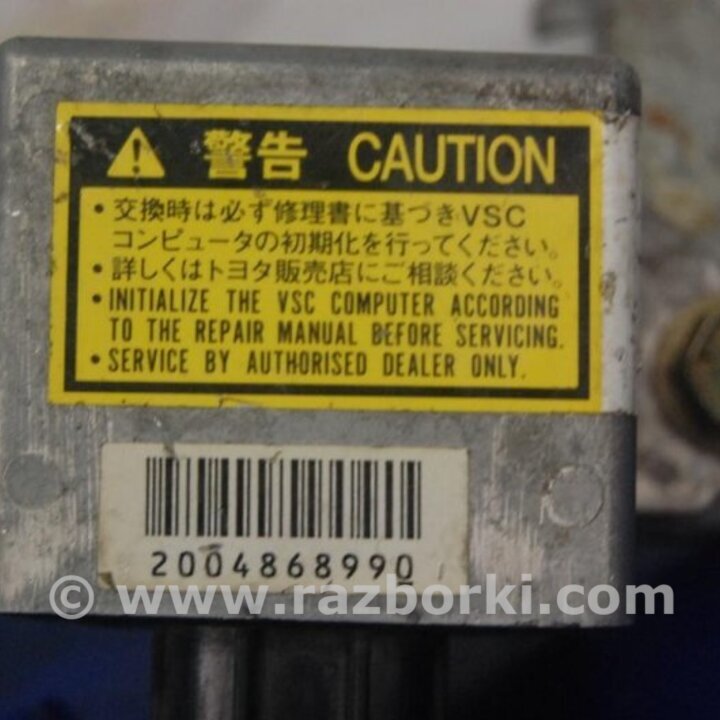 警告 CAUTION
・交換時は必ず修理書に基づきVSC
コンピュータの初期化を行ってください。
・詳しくはトヨタ販売店にご相談ください。
・INITIALIZE THE VSC COMPUTER ACCORDING
TO THE REPAIR MANUAL BEFORE SERVICING.
・SERVICE BY AUTHORISED DEALER ONLY.
2004868990
© www.razborki.com